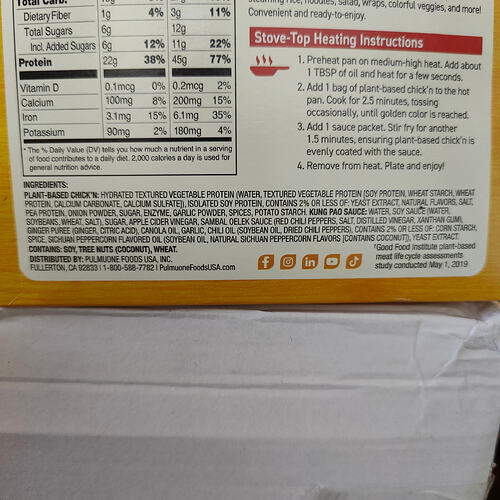 Total Carb.
steaming rice, noodles, salad, wraps, colorful veggies, and more!
Dietary Fiber 1g 4% 3g 11%
Convenient and ready-to-enjoy.
Total Sugars 6g 12g
Incl. Added Sugars 6g 12% 11g 22%
Protein 22g 38% 45g 77%
Vitamin D 0.1mcg 0% 0.2mcg 2%
Calcium 100mg 8% 200mg 15%
Iron 3.1mg 15% 6.1mg 35%
Potassium 90mg 2% 180mg 4%
* The % Daily Value (DV) tells you how much a nutrient in a serving
of food contributes to a daily diet. 2,000 calories a day is used for
general nutrition advice.
Stove-Top Heating Instructions
1. Preheat pan on medium-high heat. Add about
1 TBSP of oil and heat for a few seconds.
2. Add 1 bag of plant-based chick'n to the hot
pan. Cook for 2.5 minutes, tossing
occasionally, until golden color is reached.
3. Add 1 sauce packet. Stir fry for another
1.5 minutes, ensuring plant-based chick'n is
evenly coated with the sauce.
4. Remove from heat. Plate and enjoy!
INGREDIENTS:
PLANT-BASED CHICK'N: HYDRATED TEXTURED VEGETABLE PROTEIN (WATER, TEXTURED VEGETABLE PROTEIN [SOY PROTEIN, WHEAT STARCH, WHEAT
PROTEIN, CALCIUM CARBONATE, CALCIUM SULFATE]), ISOLATED SOY PROTEIN, CONTAINS 2% OR LESS OF: YEAST EXTRACT, NATURAL FLAVORS, SALT,
PEA PROTEIN, ONION POWDER, SUGAR, ENZYME, GARLIC POWDER, SPICES, POTATO STARCH. KUNG PAO SAUCE: WATER, SOY SAUCE (WATER,
SOYBEANS, WHEAT, SALT), SUGAR, APPLE CIDER VINEGAR, SAMBAL OELEK SAUCE (RED CHILI PEPPERS, SALT, DISTILLED VINEGAR, XANTHAN GUM),
GINGER PUREE (GINGER, CITRIC ACID), CANOLA OIL, GARLIC, CHILI OIL (SOYBEAN OIL, DRIED CHILI PEPPERS), CONTAINS 2% OR LESS OF: CORN STARCH,
SPICE, SICHUAN PEPPERCORN FLAVORED OIL (SOYBEAN OIL, NATURAL SICHUAN PEPPERCORN FLAVORS [CONTAINS COCONUT]), YEAST EXTRACT.
CONTAINS: SOY, TREE NUTS (COCONUT), WHEAT.
DISTRIBUTED BY: PULMUONE FOODS USA, INC.
FULLERTON, CA 92833 | 1-800-588-7782 | PulmuoneFoodsUSA.com
†Good Food Institute plant-based
meat life cycle assessments
study conducted May 1, 2019